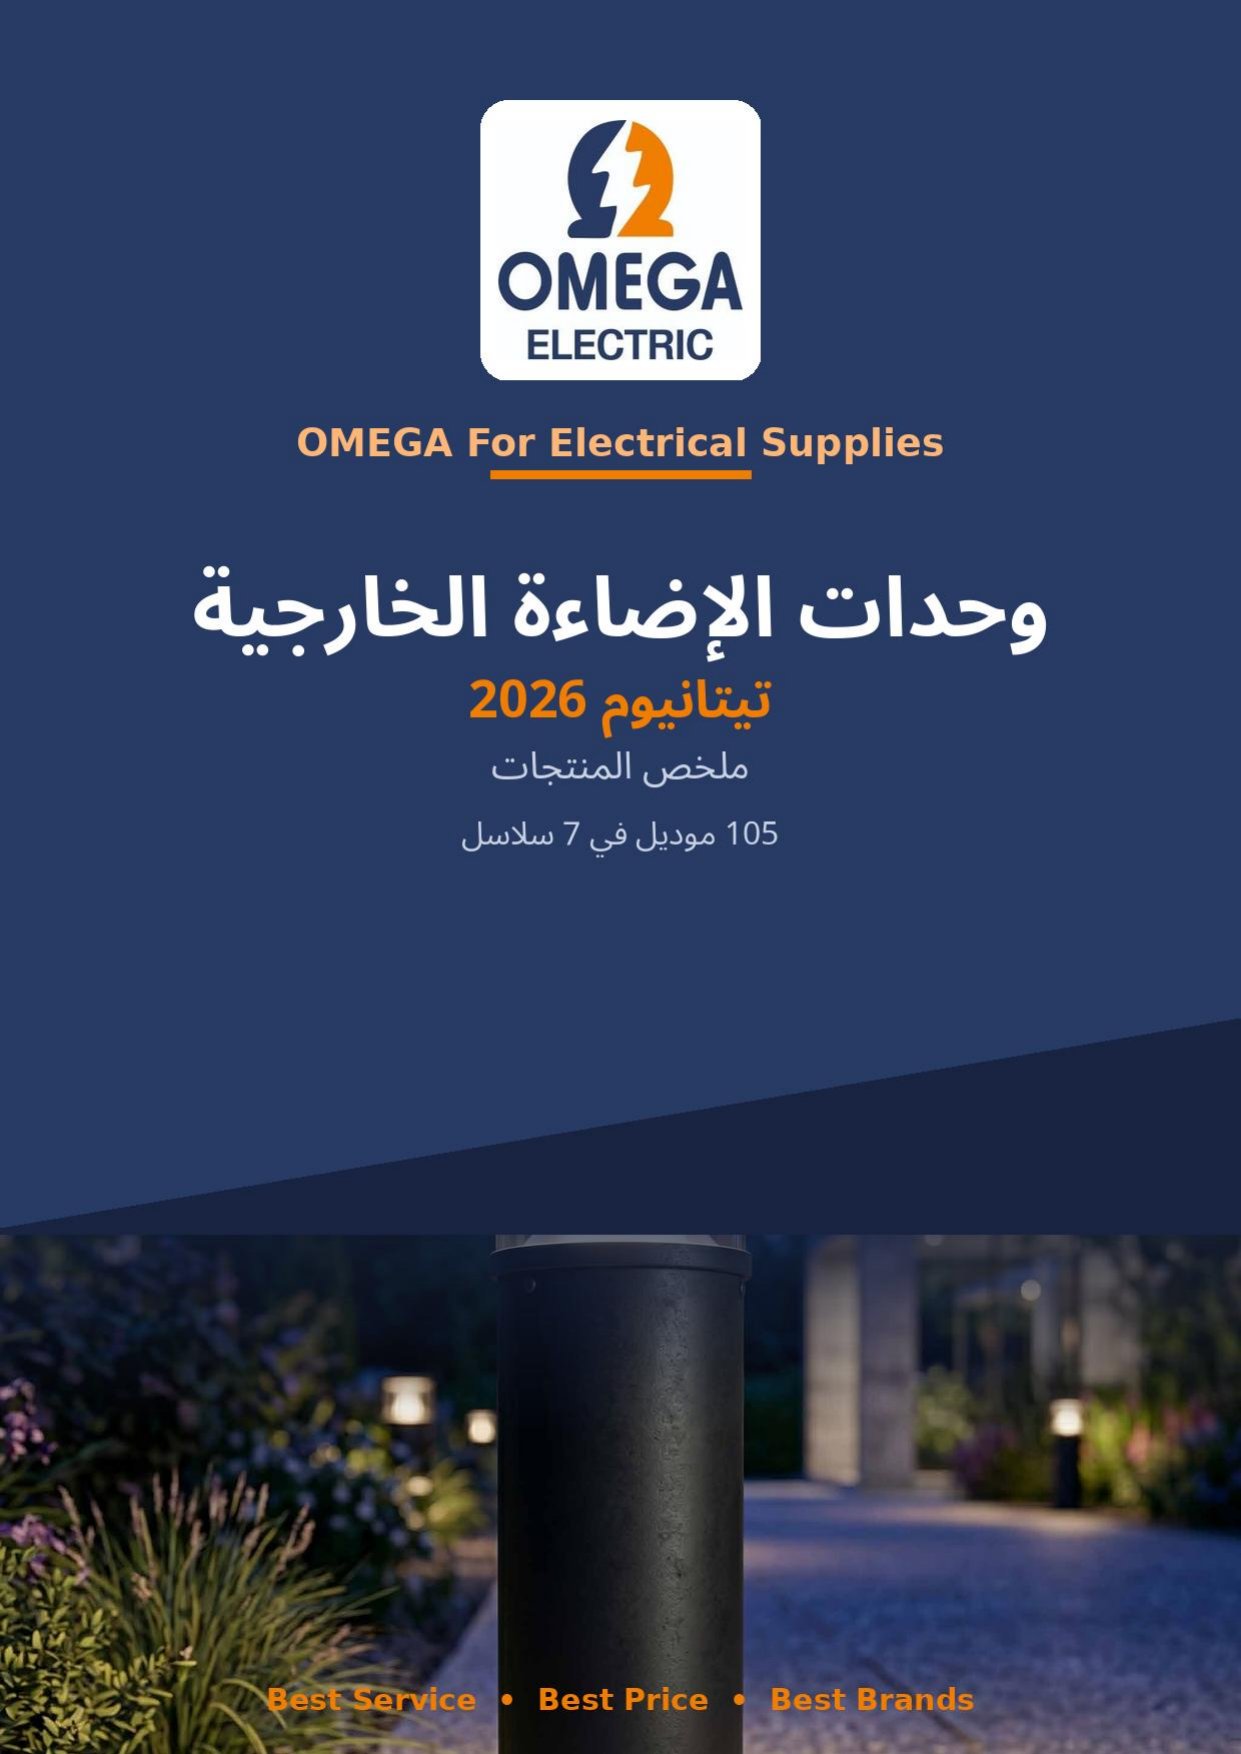 OMEGA
ELECTRIC
OMEGA For Electrical Supplies
وحدات الإضاءة الخارجية
تيتانيوم 2026
ملخص المنتجات
105 موديل في 7 سلاسل
Best Service • Best Price • Best Brands